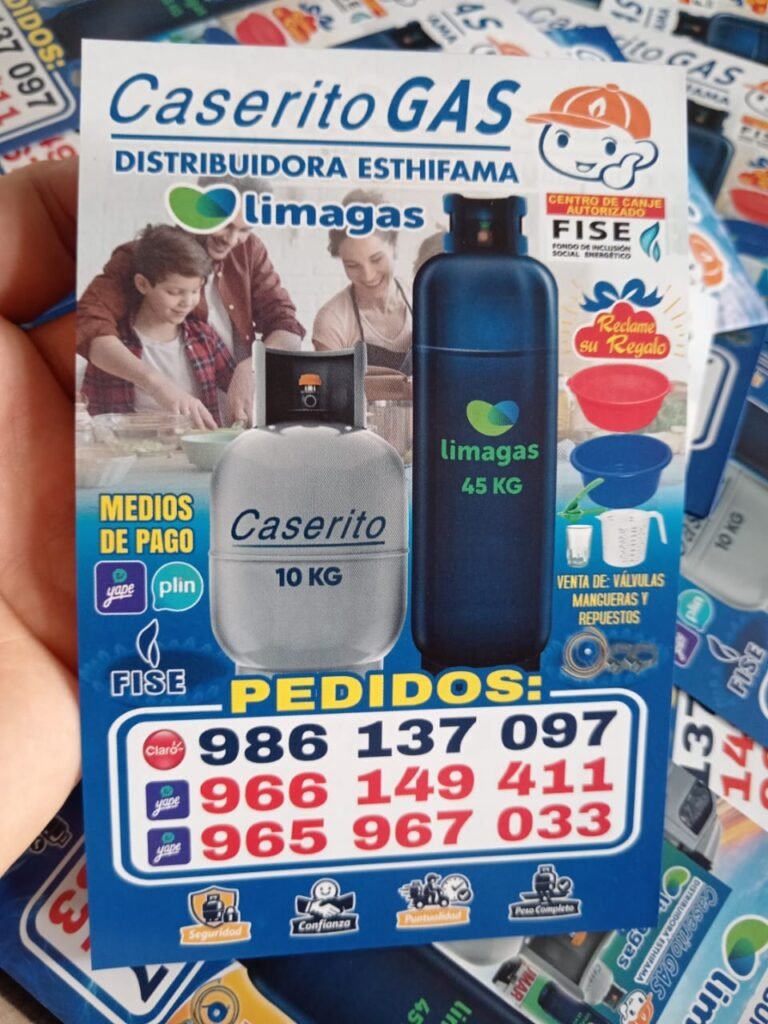 Caserito GAS
DISTRIBUIDORA ESTHIFAMA
limagas
CENTRO DE CANJE
AUTORIZADO
FISE
FONDO DE INCLUSIÓN
SOCIAL ENERGÉTICO
Reclame
su Regalo
limagas
45 KG
Caserito
10 KG
MEDIOS
DE PAGO
yape
plin
FISE
VENTA DE: VÁLVULAS
MANGUERAS Y
REPUESTOS
PEDIDOS:
Claro
986 137 097
yape
966 149 411
yape
965 967 033
Seguridad
Confianza
Puntualidad
Peso Completo